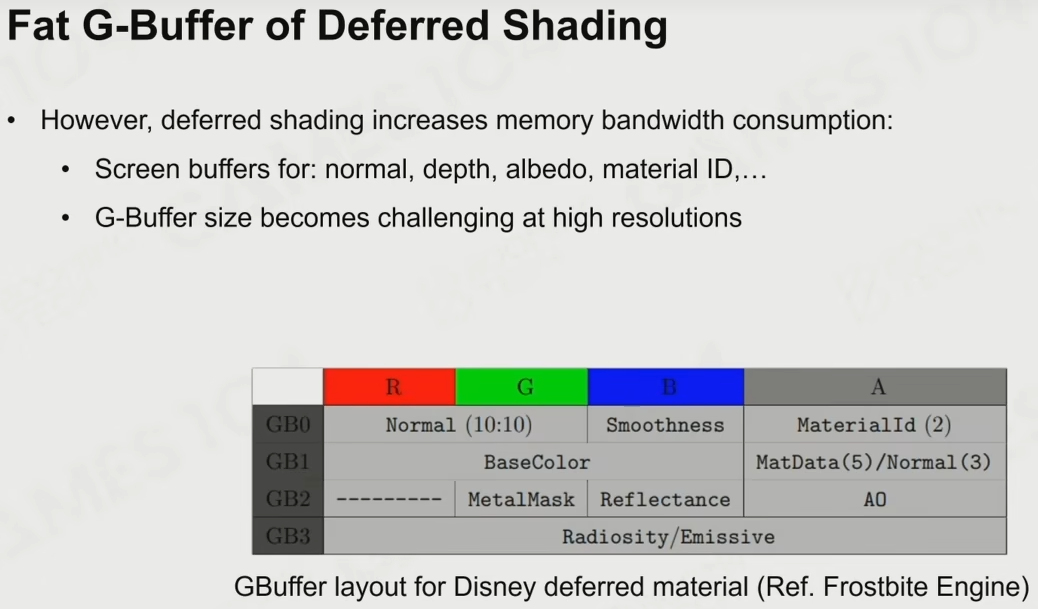 Fat G-Buffer of Deferred Shading
• However, deferred shading increases memory bandwidth consumption:
• Screen buffers for: normal, depth, albedo, material ID,…
• G-Buffer size becomes challenging at high resolutions
R G B A
GB0 Normal (10:10) Smoothness MaterialId (2)
GB1 BaseColor MatData(5)/Normal(3)
GB2 --------- MetalMask Reflectance AO
GB3 Radiosity/Emissive
GBuffer layout for Disney deferred material (Ref. Frostbite Engine)